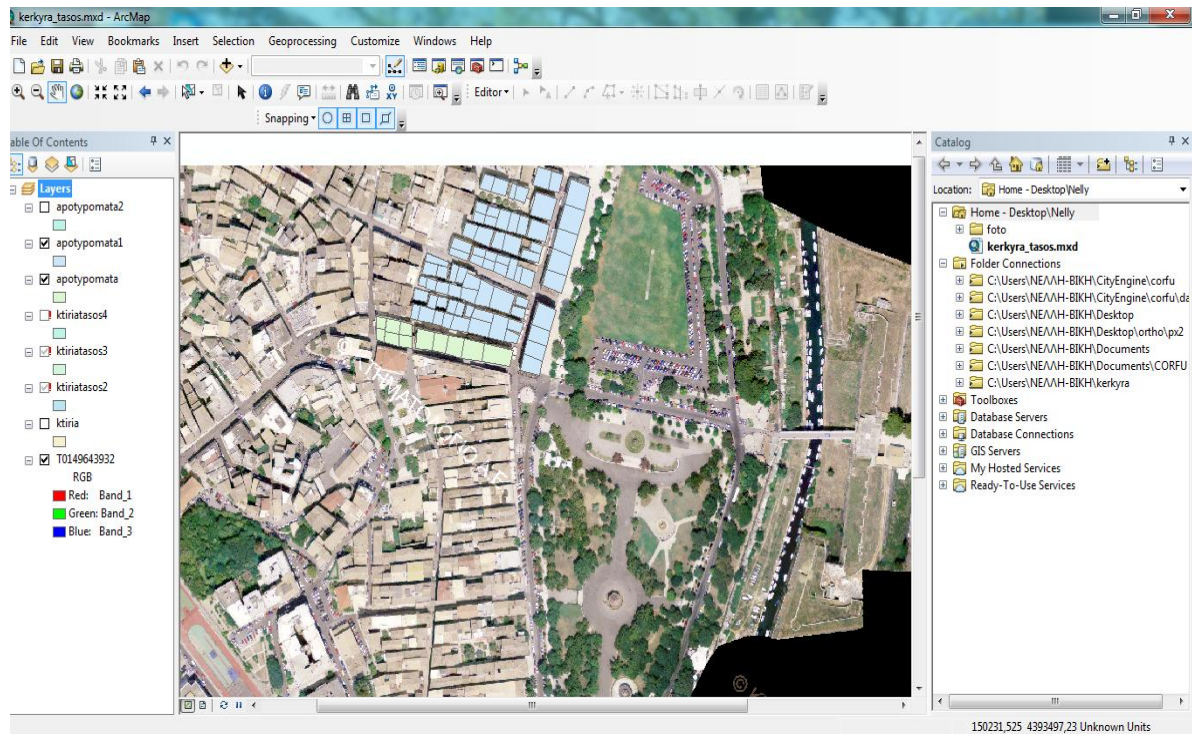 kerkyra_tasos.mxd - ArcMap
File Edit View Bookmarks Insert Selection Geoprocessing Customize Windows Help
Editor
Snapping
able Of Contents
Layers
apotypomata2
apotypomata1
apotypomata
ktiriatasos4
ktiriatasos3
ktiriatasos2
ktiria
T0149643932
RGB
Red: Band_1
Green: Band_2
Blue: Band_3
Catalog
Location: Home - Desktop\Nelly
Home - Desktop\Nelly
foto
kerkyra_tasos.mxd
Folder Connections
C:\Users\ΝΕΛΛΗ-ΒΙΚΗ\CityEngine\corfu
C:\Users\ΝΕΛΛΗ-ΒΙΚΗ\CityEngine\corfu\da
C:\Users\ΝΕΛΛΗ-ΒΙΚΗ\Desktop
C:\Users\ΝΕΛΛΗ-ΒΙΚΗ\Desktop\ortho\px2
C:\Users\ΝΕΛΛΗ-ΒΙΚΗ\Documents
C:\Users\ΝΕΛΛΗ-ΒΙΚΗ\Documents\CORFU
C:\Users\ΝΕΛΛΗ-ΒΙΚΗ\kerkyra
Toolboxes
Database Servers
Database Connections
GIS Servers
My Hosted Services
Ready-To-Use Services
150231,525 4393497,23 Unknown Units